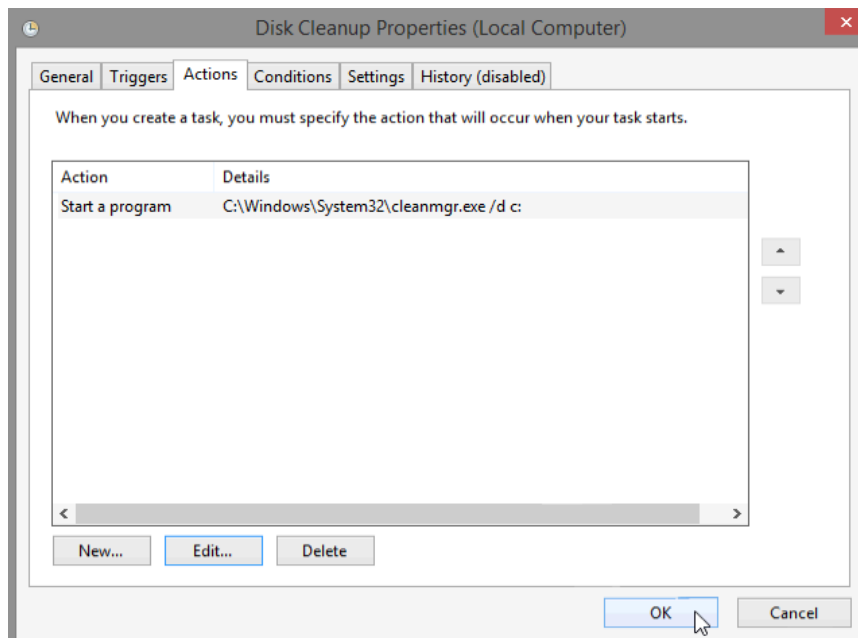 Disk Cleanup Properties (Local Computer)
General Triggers Actions Conditions Settings History (disabled)
When you create a task, you must specify the action that will occur when your task starts.
Action Details
Start a program C:\Windows\System32\cleanmgr.exe /d c:
New... Edit... Delete
OK Cancel